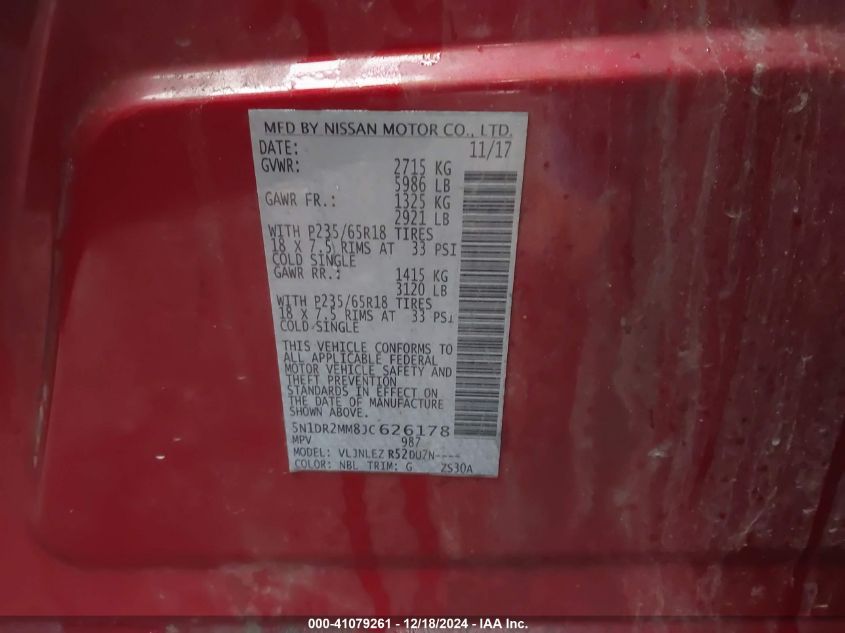 MFD BY NISSAN MOTOR CO., LTD.
DATE: 11/17
GVWR: 2715 KG
5986 LB
GAWR FR.: 1325 KG
2921 LB
WITH P235/65R18 TIRES
18 X 7.5 RIMS AT 33 PSI
COLD SINGLE
GAWR RR.: 1415 KG
3120 LB
WITH P235/65R18 TIRES
18 X 7.5 RIMS AT 33 PSI
COLD SINGLE
THIS VEHICLE CONFORMS TO
ALL APPLICABLE FEDERAL
MOTOR VEHICLE SAFETY AND
THEFT PREVENTION
STANDARDS IN EFFECT ON
THE DATE OF MANUFACTURE
SHOWN ABOVE.
5N1DR2MM8JC626178
MPV 987
MODEL: VLJNLEZ R52DUZN----
COLOR: NBL TRIM: G ZS30A
000-41079261 - 12/18/2024 - IAA Inc.